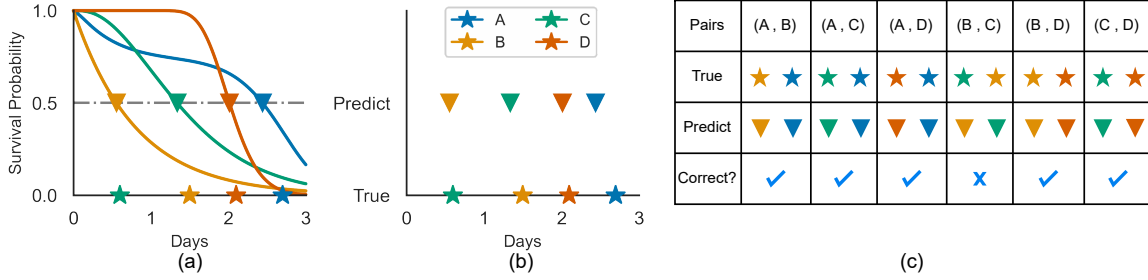 Survival Probability
1.0
0.5
0.0
0 1 2 3
Days
(a)
A C
B D
Predict
True
0 1 2 3
Days
(b)
Pairs (A , B) (A , C) (A , D) (B , C) (B , D) (C , D)
True
Predict
Correct? ✓ ✓ ✓ X ✓ ✓
(c)